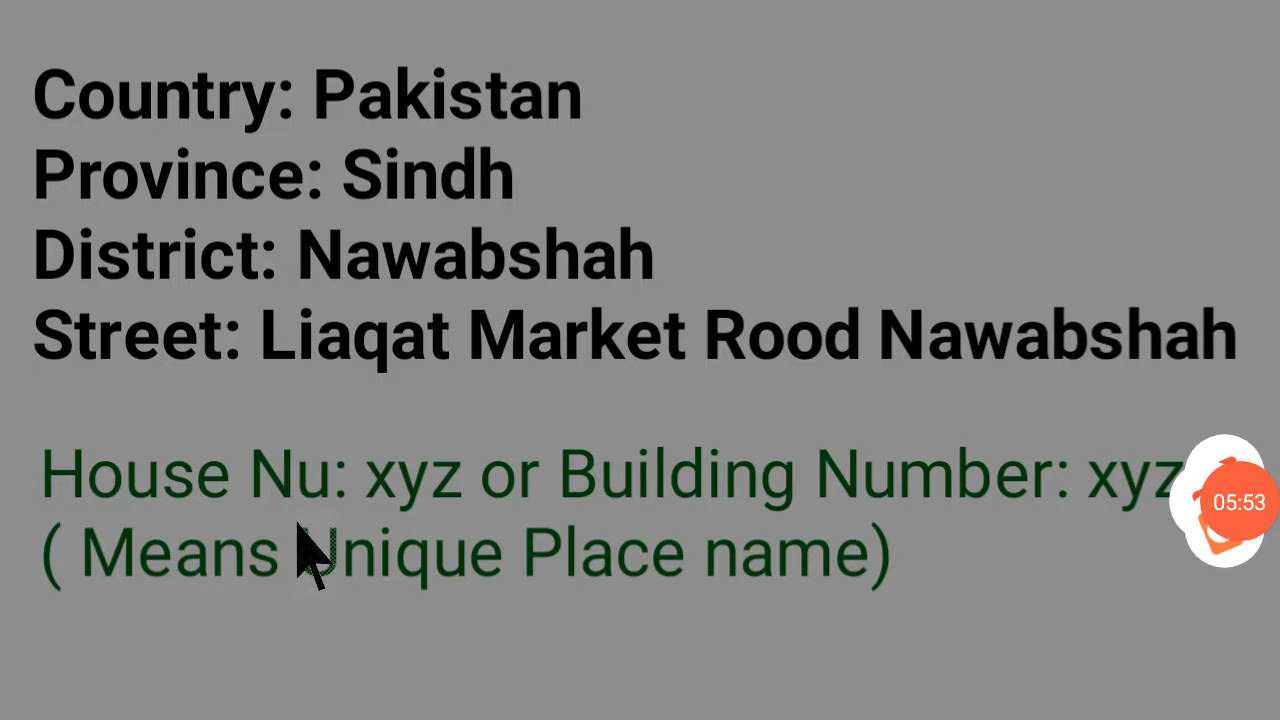 Country: Pakistan
Province: Sindh
District: Nawabshah
Street: Liaqat Market Rood Nawabshah
House Nu: xyz or Building Number: xyz
( Means Unique Place name)
05:53